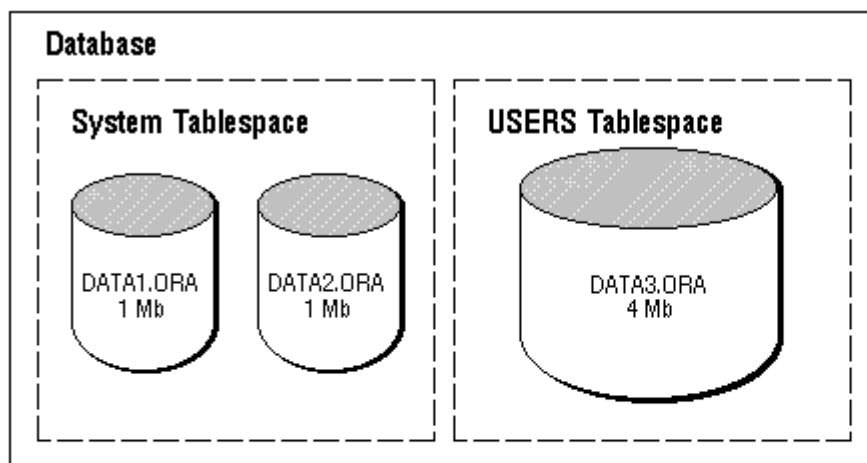 Database
System Tablespace
USERS Tablespace
DATA1.ORA
1 Mb
DATA2.ORA
1 Mb
DATA3.ORA
4 Mb